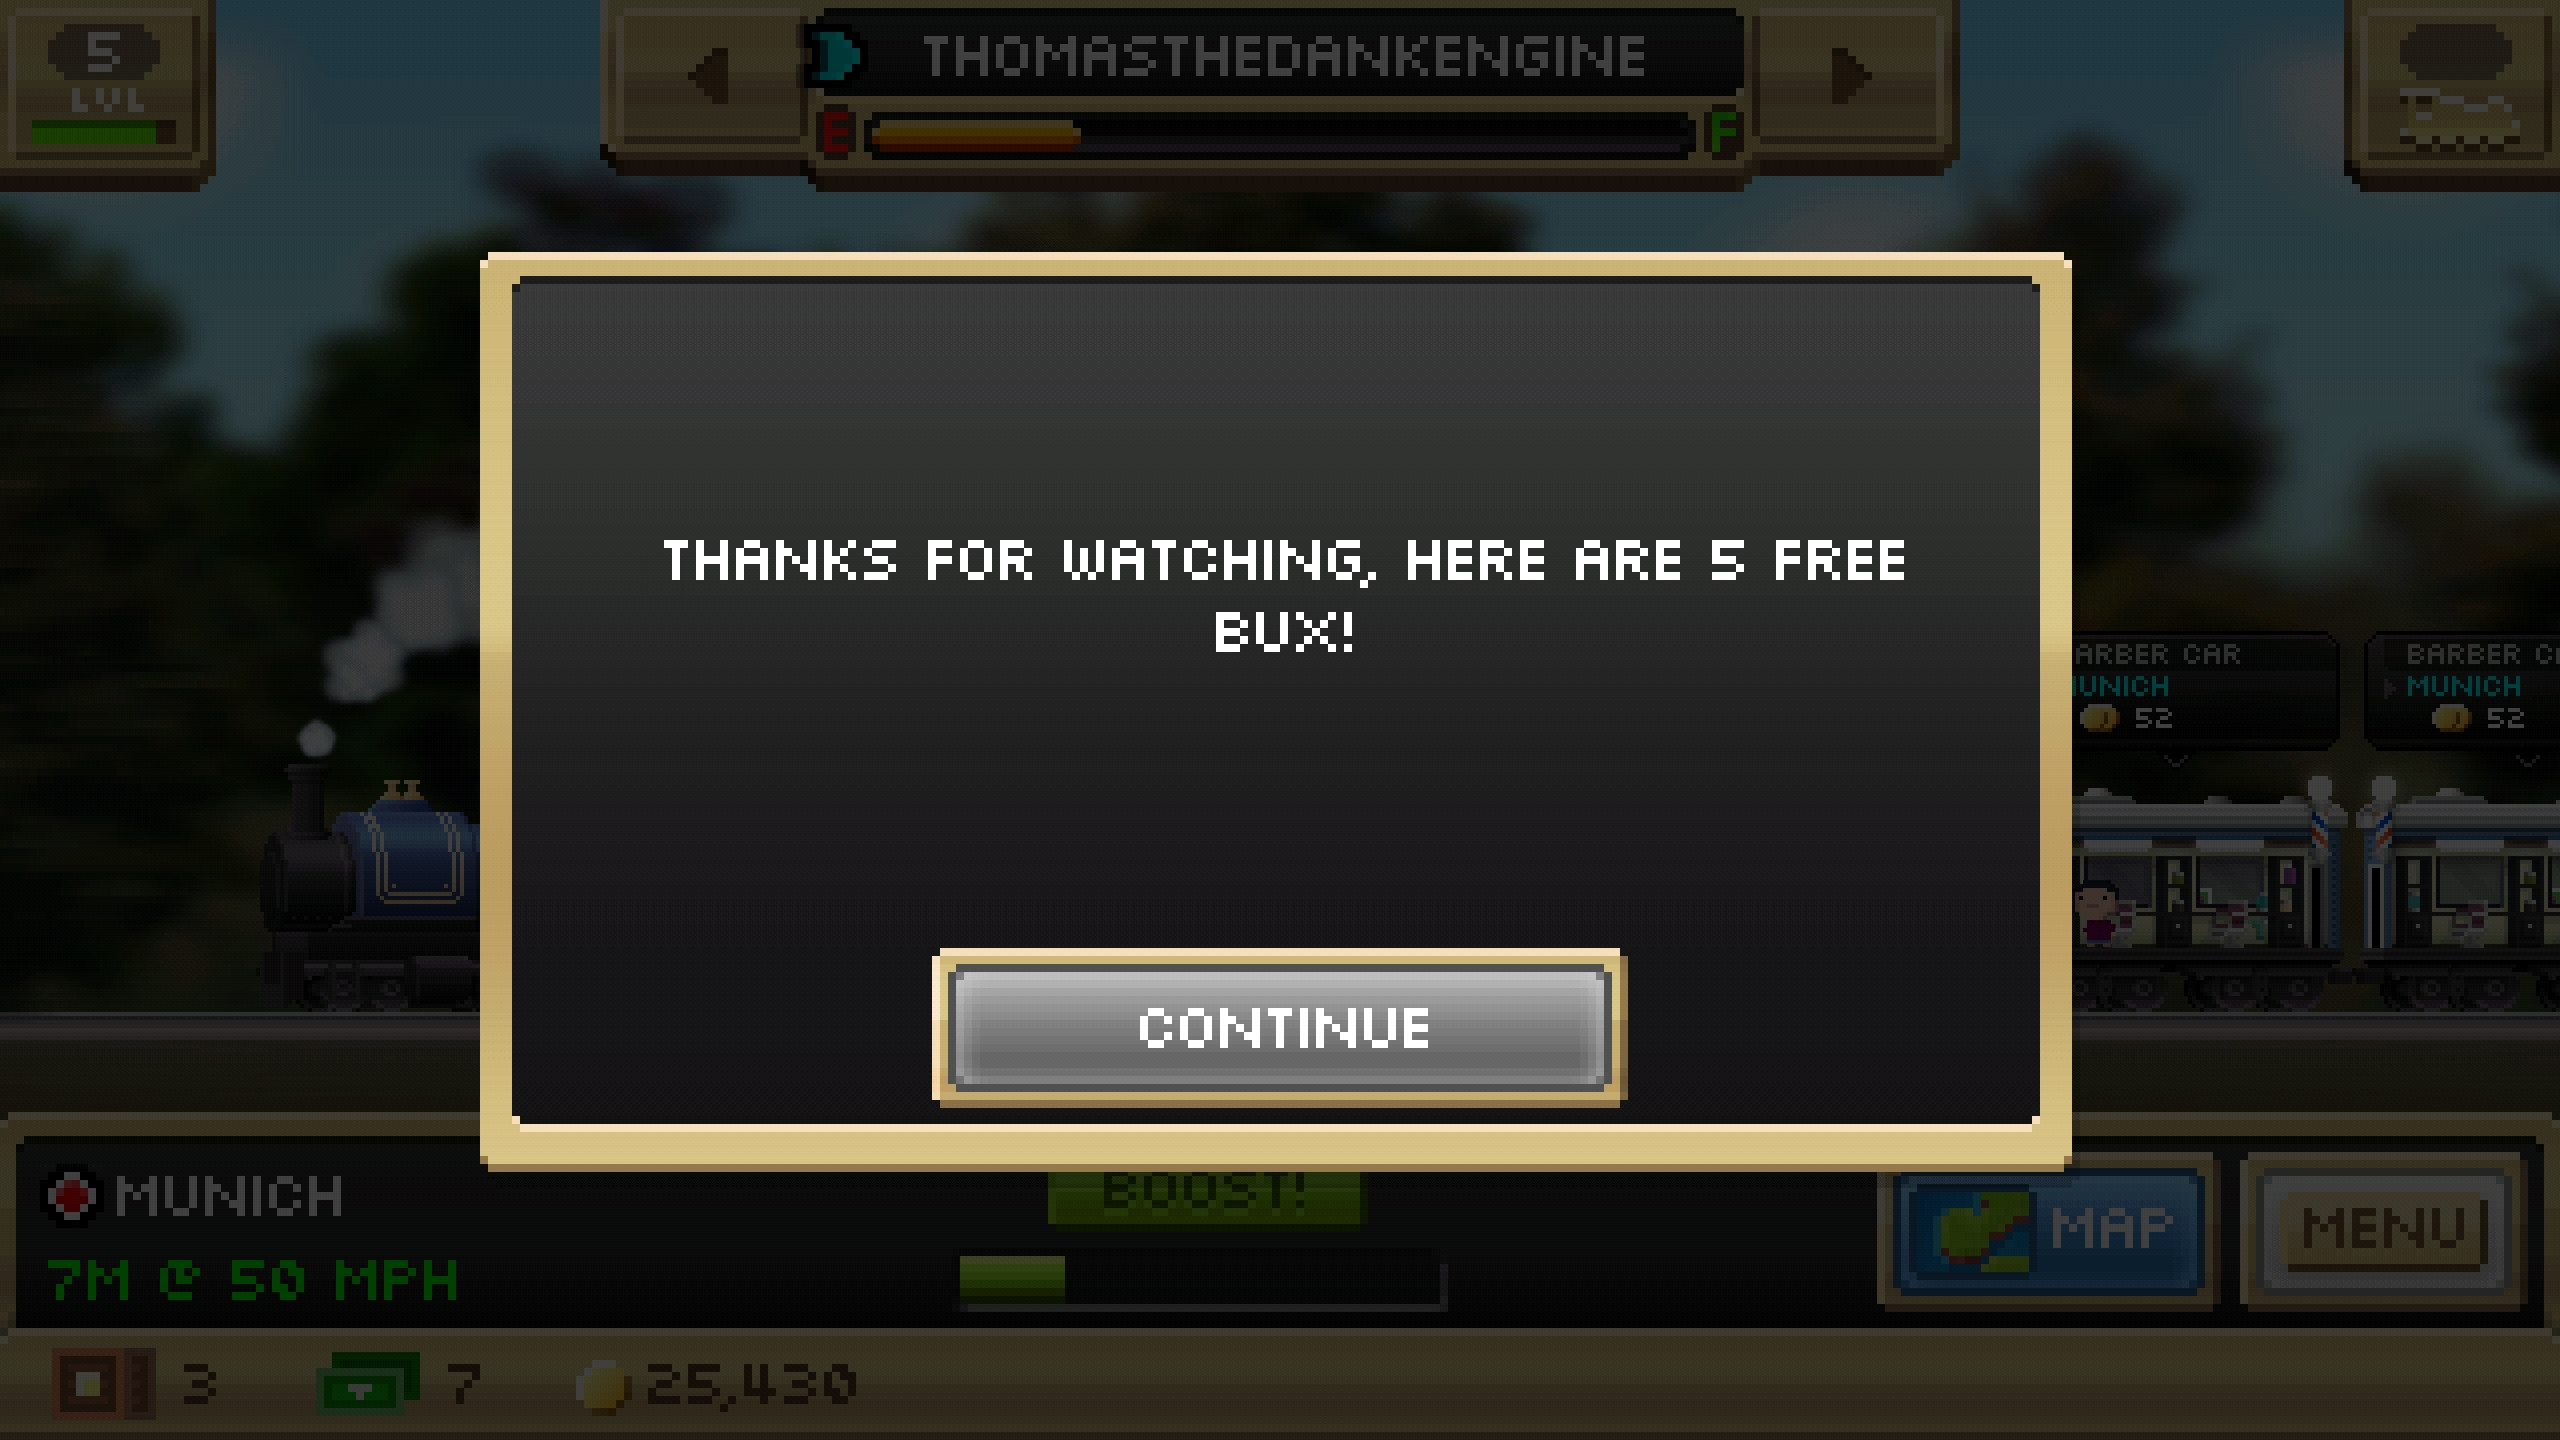 5
LVL
THOMASTHEDANKENGINE
E F
THANKS FOR WATCHING, HERE ARE 5 FREE
BUX!
ARBER CAR
UNICH
52
BARBER C
MUNICH
52
CONTINUE
BOOST!
MUNICH
7M @ 50 MPH
MAP
MENU
3
7
25,430